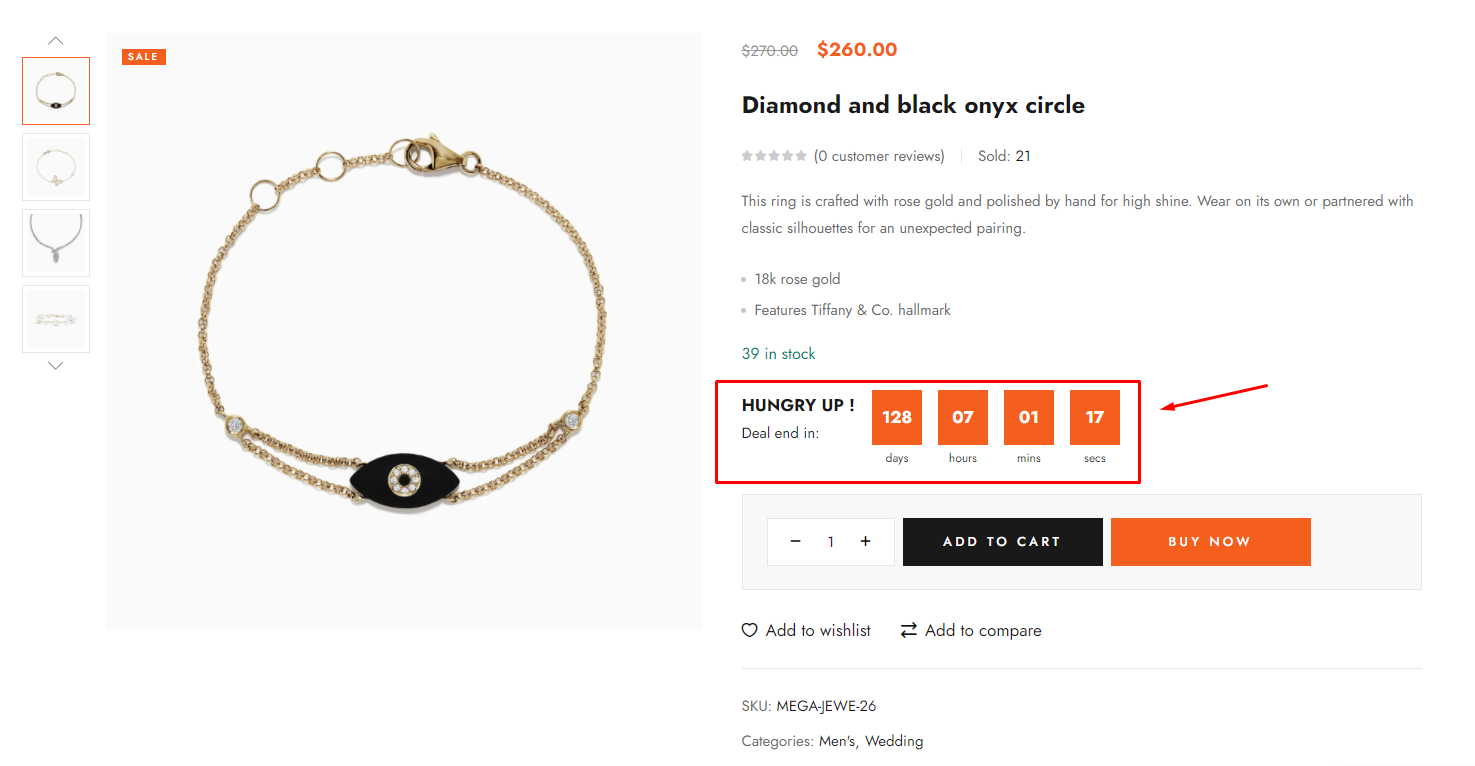 SALE
$270.00 $260.00
Diamond and black onyx circle
(0 customer reviews) Sold: 21
This ring is crafted with rose gold and polished by hand for high shine. Wear on its own or partnered with
classic silhouettes for an unexpected pairing.
18k rose gold
Features Tiffany & Co. hallmark
39 in stock
HUNGRY UP !
Deal end in:
128 07 01 17
days hours mins secs
− 1 + ADD TO CART BUY NOW
Add to wishlist Add to compare
SKU: MEGA-JEWE-26
Categories: Men's, Wedding